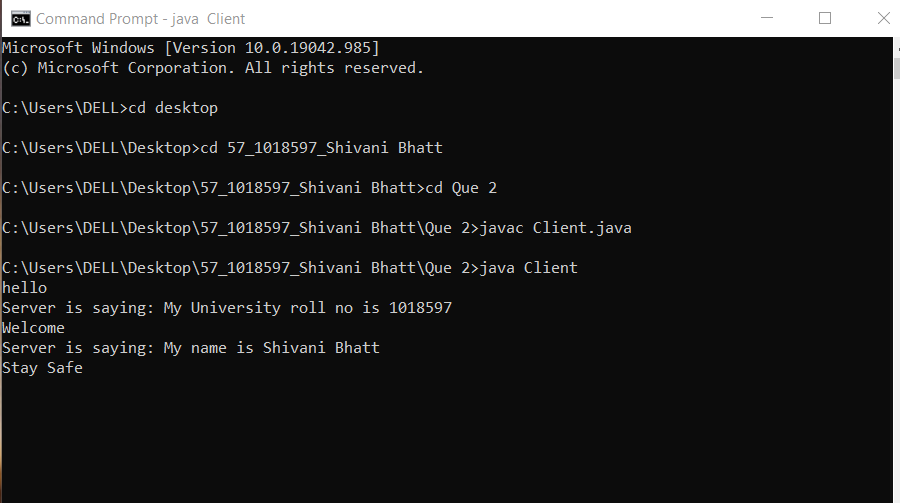 Command Prompt - java  Client
Microsoft Windows [Version 10.0.19042.985]
(c) Microsoft Corporation. All rights reserved.
C:\Users\DELL>cd desktop
C:\Users\DELL\Desktop>cd 57_1018597_Shivani Bhatt
C:\Users\DELL\Desktop\57_1018597_Shivani Bhatt>cd Que 2
C:\Users\DELL\Desktop\57_1018597_Shivani Bhatt\Que 2>javac Client.java
C:\Users\DELL\Desktop\57_1018597_Shivani Bhatt\Que 2>java Client
hello
Server is saying: My University roll no is 1018597
Welcome
Server is saying: My name is Shivani Bhatt
Stay Safe